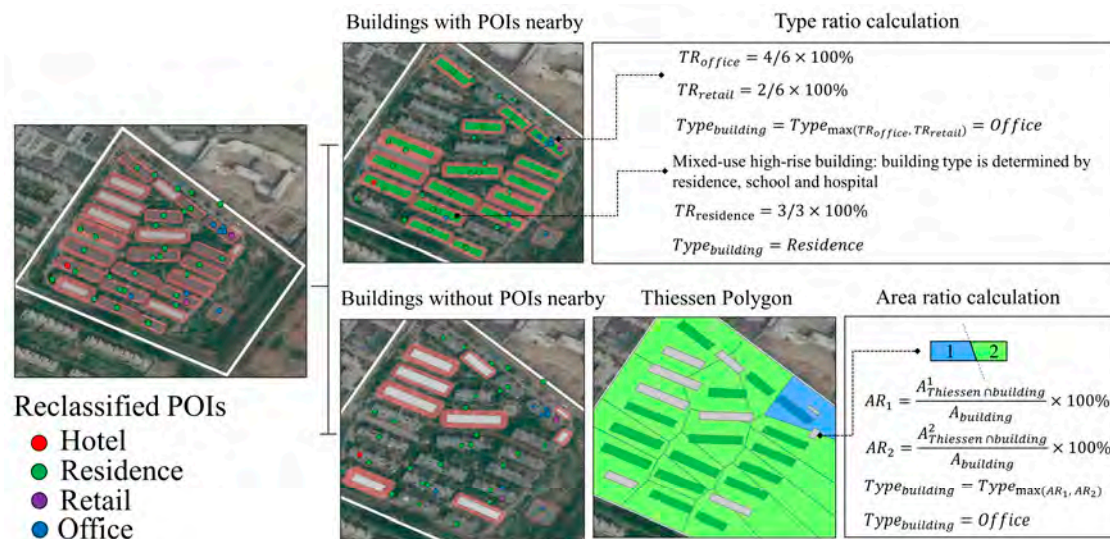 Buildings with POIs nearby
Type ratio calculation
TR_office = 4/6 × 100%
TR_retail = 2/6 × 100%
Type_building = Type_max(TR_office, TR_retail) = Office
Mixed-use high-rise building: building type is determined by
residence, school and hospital
TR_residence = 3/3 × 100%
Type_building = Residence
Buildings without POIs nearby
Thiessen Polygon
Area ratio calculation
1 2
AR_1 = A^1_Thiessen∩building / A_building × 100%
AR_2 = A^2_Thiessen∩building / A_building × 100%
Type_building = Type_max(AR_1, AR_2)
Type_building = Office
Reclassified POIs
Hotel
Residence
Retail
Office